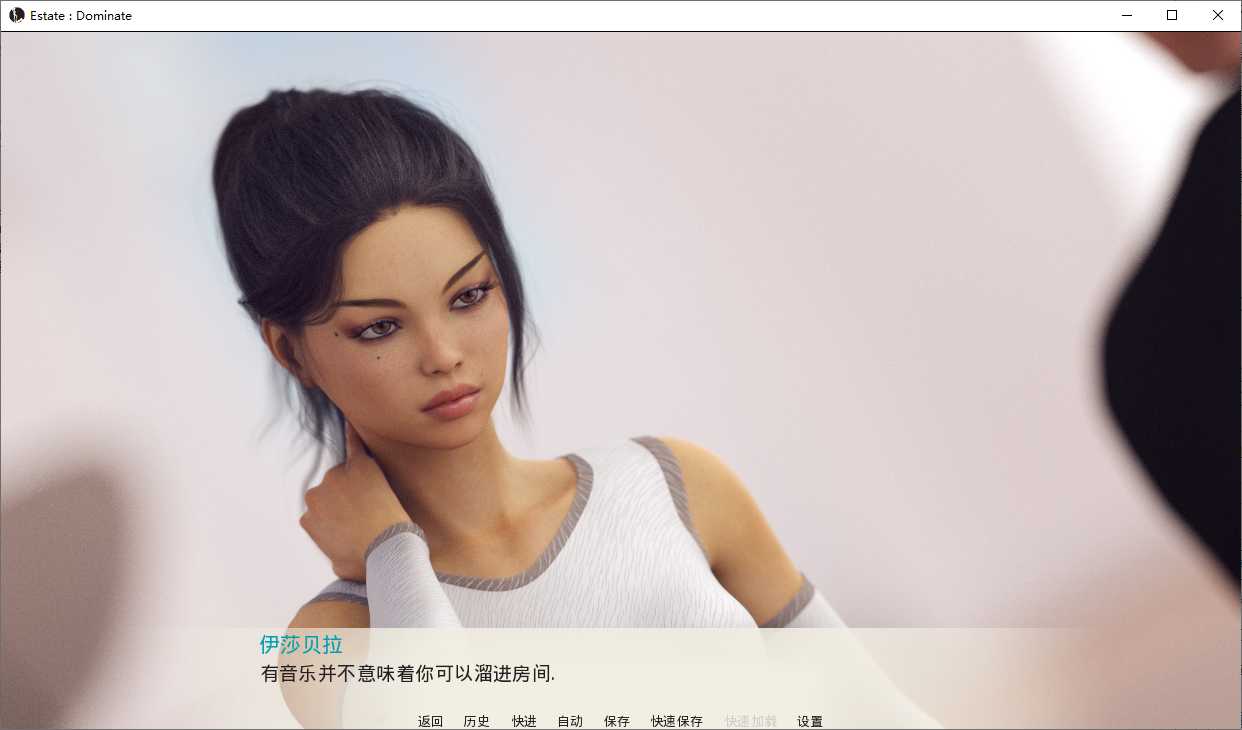 Estate : Dominate
伊莎贝拉
有音乐并不意味着你可以溜进房间.
返回 历史 快进 自动 保存 快速保存 快速加载 设置